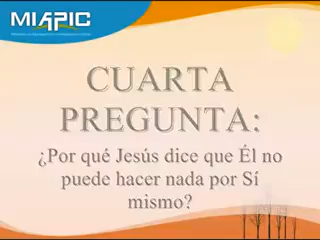 MIAPIC
CUARTA
PREGUNTA:
¿Por qué Jesús dice que Él no
puede hacer nada por Sí
mismo?